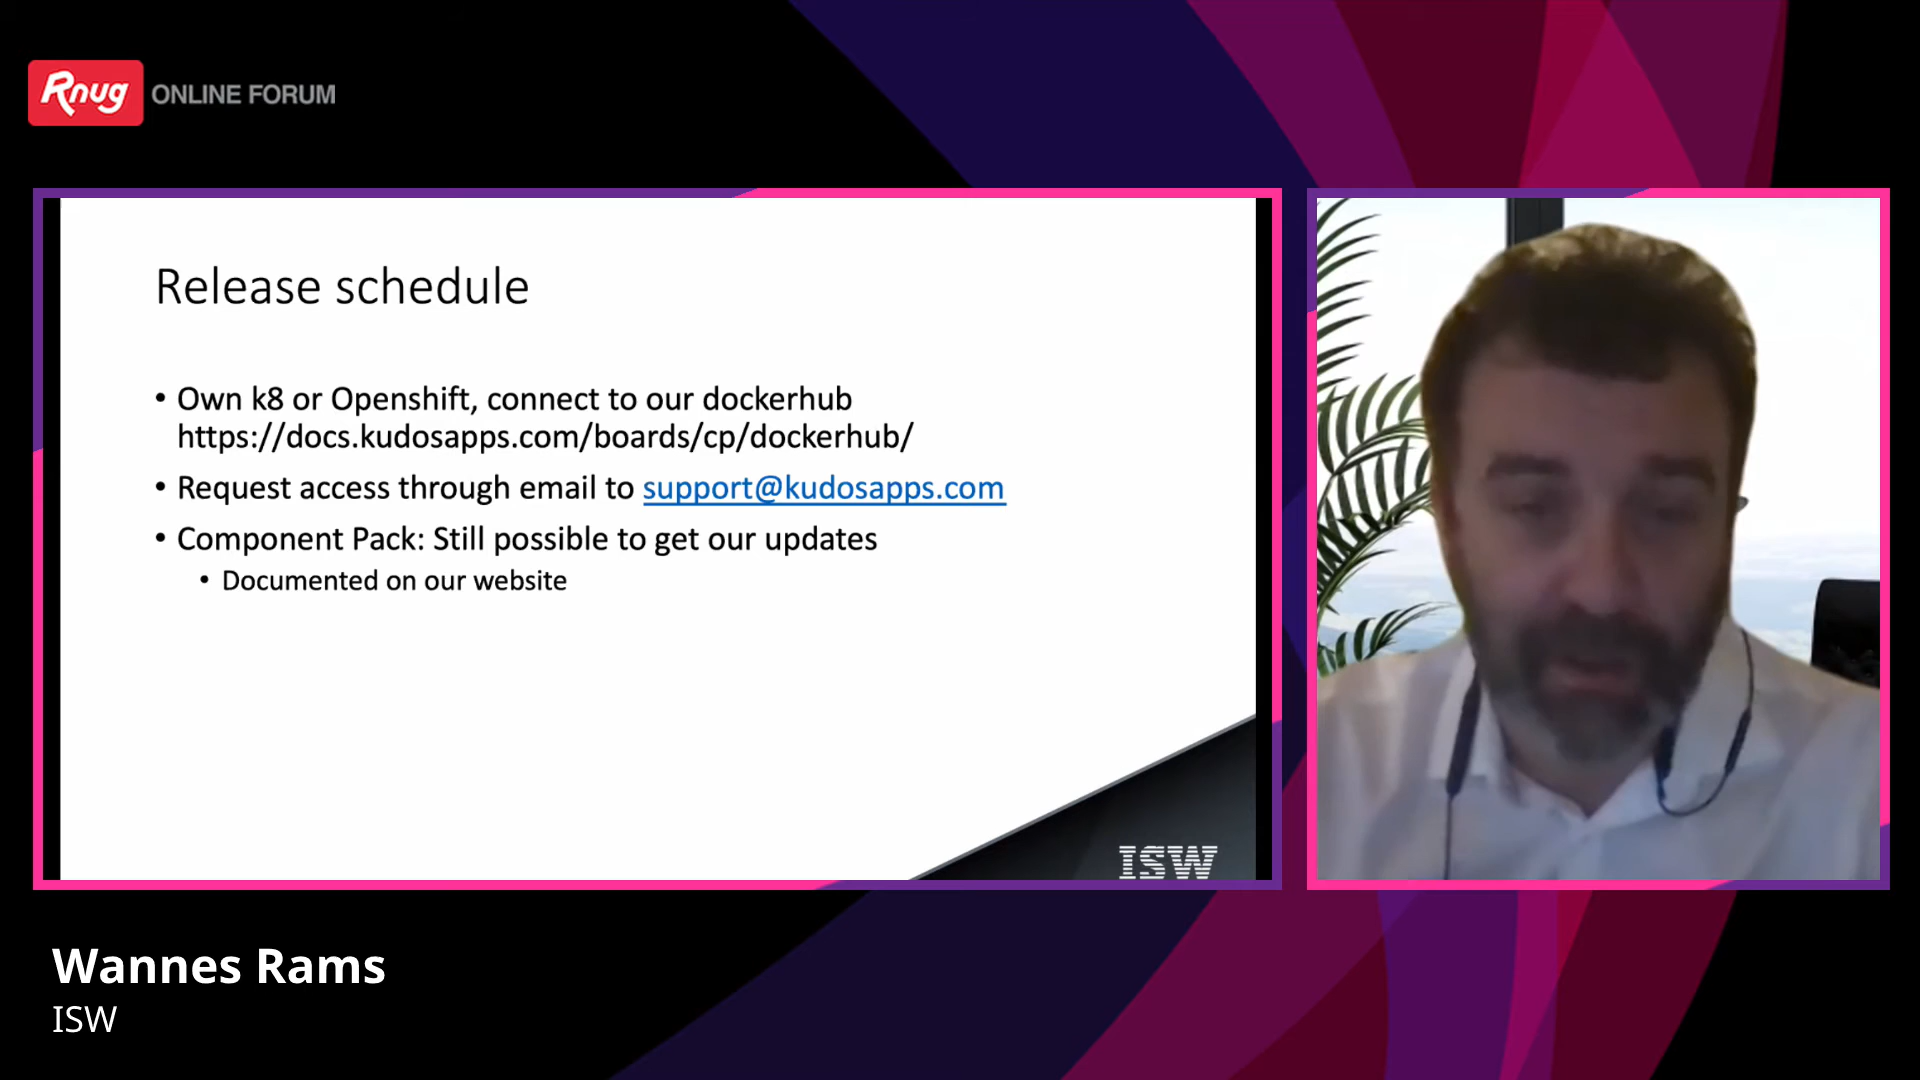 Rnug ONLINE FORUM
Release schedule
• Own k8 or Openshift, connect to our dockerhub
https://docs.kudosapps.com/boards/cp/dockerhub/
• Request access through email to support@kudosapps.com
• Component Pack: Still possible to get our updates
• Documented on our website
ISW
Wannes Rams
ISW